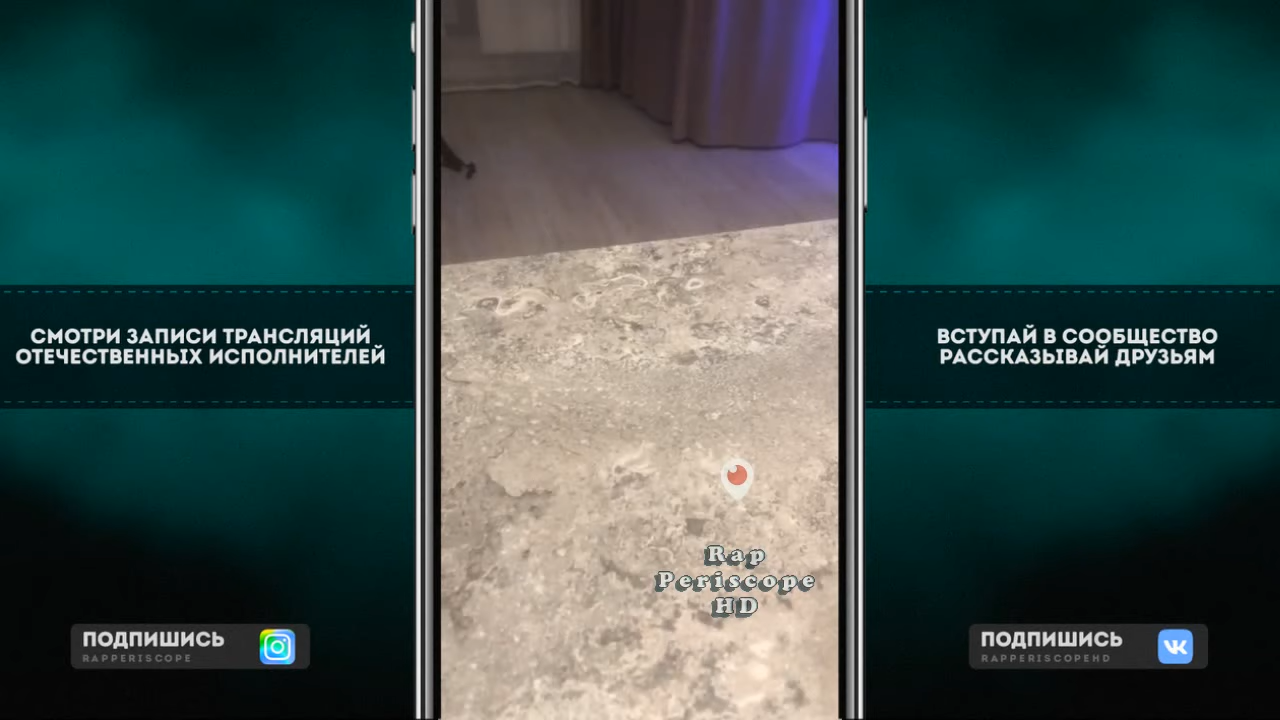 СМОТРИ ЗАПИСИ ТРАНСЛЯЦИЙ
ОТЕЧЕСТВЕННЫХ ИСПОЛНИТЕЛЕЙ
ВСТУПАЙ В СООБЩЕСТВО
РАССКАЗЫВАЙ ДРУЗЬЯМ
Rap
Periscope
HD
ПОДПИШИСЬ
RAPPERISCOPE
ПОДПИШИСЬ
RAPPERISCOPEHD